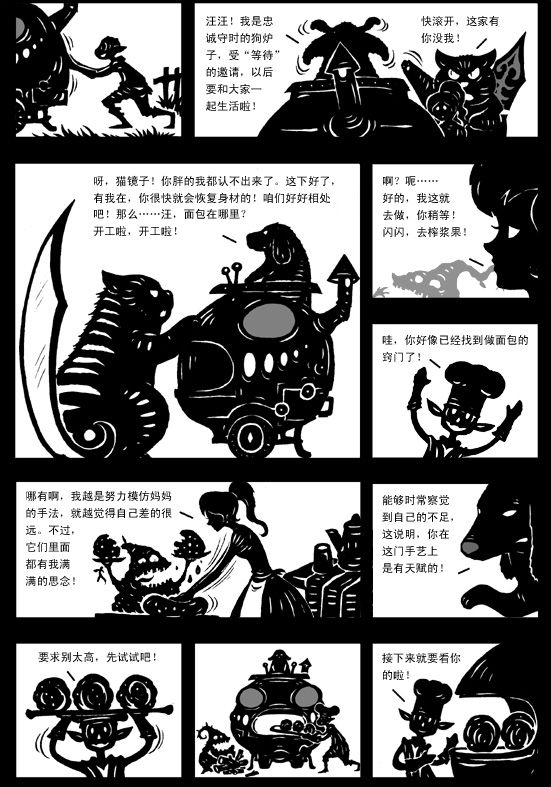 汪汪！我是忠
诚守时的狗炉
子，受“等待”
的邀请，以后
要和大家一
起生活啦！
快滚开，这家有
你没我！
呀，猫镜子！你胖的我都认不出来了。这下好了，
有我在，你很快就会恢复身材的！咱们好好相处
吧！那么……汪，面包在哪里？
开工啦，开工啦！
啊？呃……
好的，我这就
去做，你稍等！
闪闪，去榨浆果！
哇，你好像已经找到做面包的
窍门了！
哪有啊，我越是努力模仿妈妈
的手法，就越觉得自己差的很
远。不过，
它们里面
都有我满
满的思念！
能够时常察觉
到自己的不足，
这说明，你在
这门手艺上
是有天赋的！
要求别太高，先试试吧！
接下来就要看你
的啦！